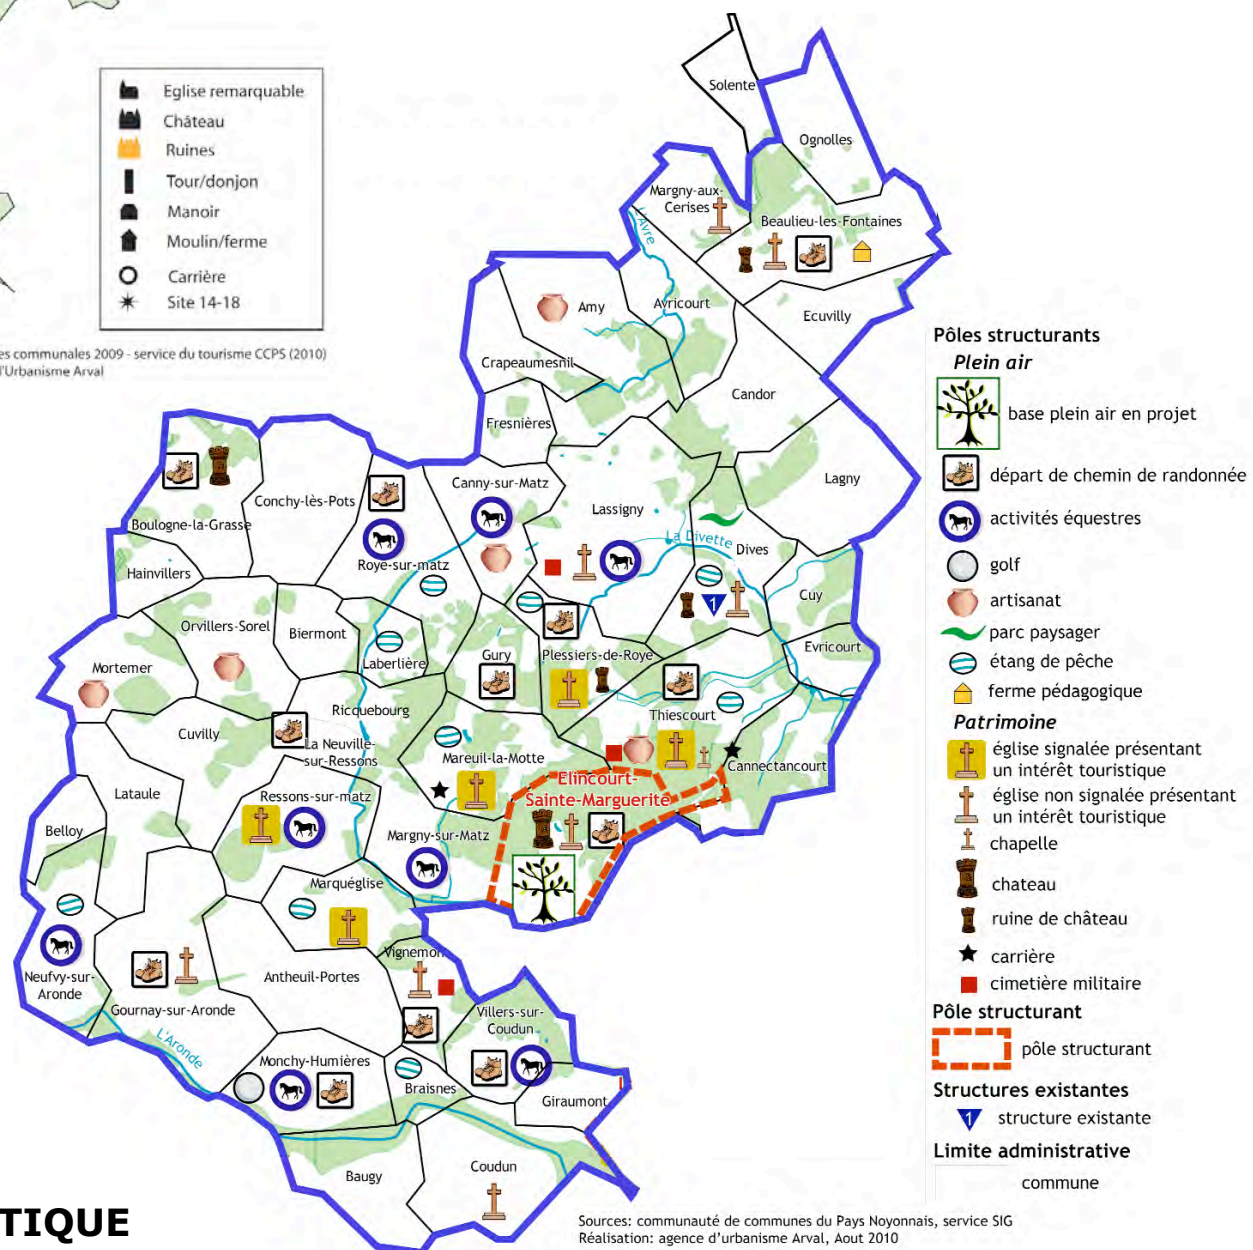 Eglise remarquable
Château
Ruines
Tour/donjon
Manoir
Moulin/ferme
Carrière
Site 14-18
es communales 2009 - service du tourisme CCPS (2010)
l'Urbanisme Arval
Solente
Ognolles
Margny-aux-
Cerises
L'Avre
Beaulieu-les-Fontaines
Amy
Avricourt
Ecuvilly
Crapeaumesnil
Candor
Fresnières
Canny-sur-Matz
Lagny
Conchy-lès-Pots
Lassigny
Boulogne-la-Grasse
La Divette
Dives
Roye-sur-matz
Hainvillers
Cuy
1
Orvillers-Sorel
Biermont
Evricourt
Laberlière
Gury
Plessiers-de-Roye
Mortemer
Ricquebourg
Thiescourt
Cuvilly
La Neuville-
sur-Ressons
Mareuil-la-Motte
Cannectancourt
Elincourt-
Sainte-Marguerite
Lataule
Ressons-sur-matz
Belloy
Margny-sur-Matz
Marquéglise
Vignemon
Neufvy-sur-
Aronde
Antheuil-Portes
Gournay-sur-Aronde
Villers-sur-
Coudun
L'Aronde
Monchy-Humières
Braisnes
Giraumont
Baugy
Coudun
Pôles structurants
Plein air
base plein air en projet
départ de chemin de randonnée
activités équestres
golf
artisanat
parc paysager
étang de pêche
ferme pédagogique
Patrimoine
église signalée présentant
un intérêt touristique
église non signalée présentant
un intérêt touristique
chapelle
chateau
ruine de château
carrière
cimetière militaire
Pôle structurant
pôle structurant
Structures existantes
1 structure existante
Limite administrative
commune
TIQUE
Sources: communauté de communes du Pays Noyonnais, service SIG
Réalisation: agence d'urbanisme Arval, Aout 2010